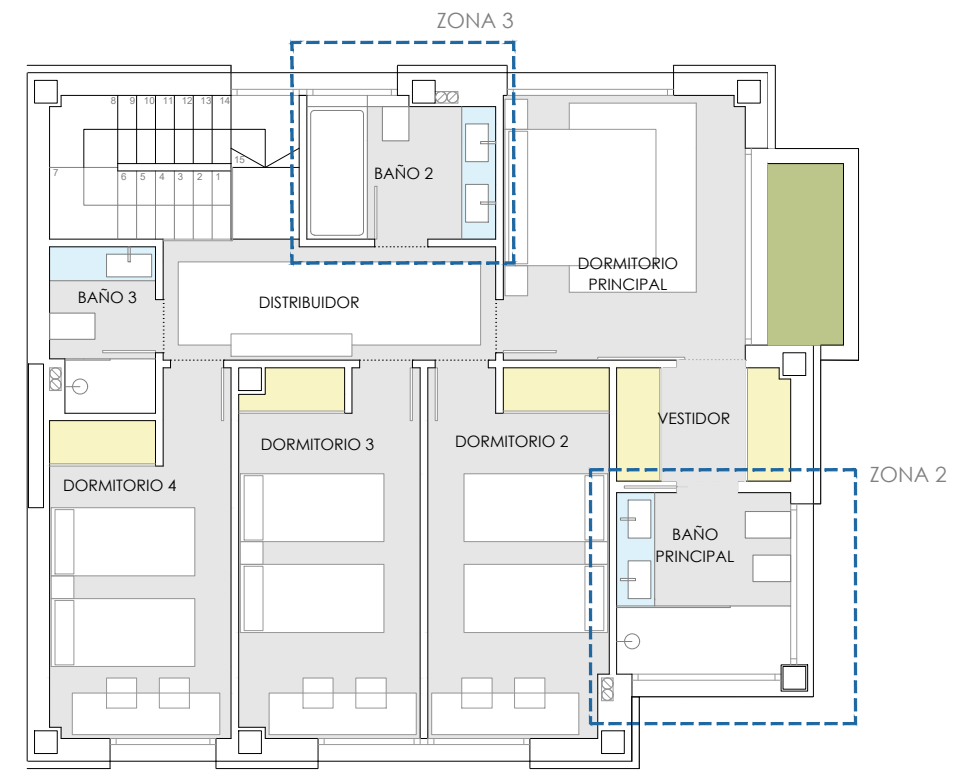 ZONA 3
8 9 10 11 12 13 14
15
7
6 5 4 3 2 1
BAÑO 2
DORMITORIO
PRINCIPAL
BAÑO 3
DISTRIBUIDOR
VESTIDOR
DORMITORIO 3
DORMITORIO 2
DORMITORIO 4
ZONA 2
BAÑO
PRINCIPAL